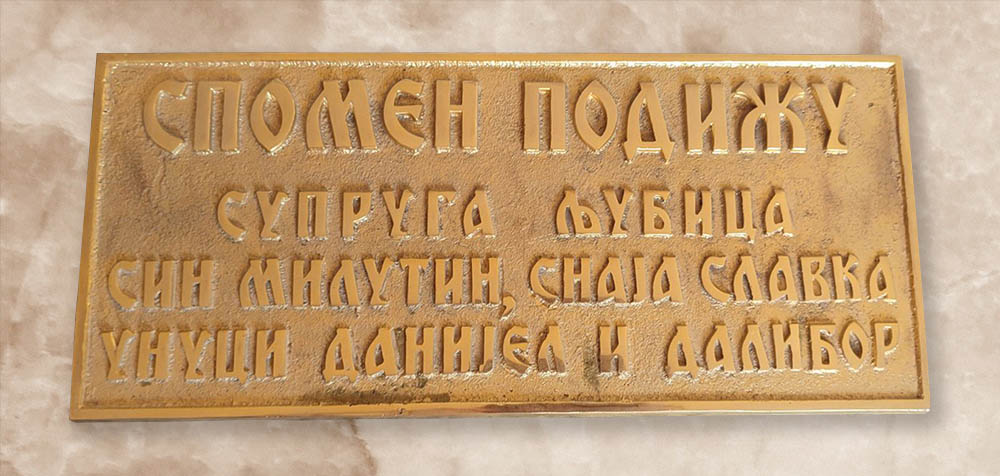 СПОМЕН ПОДИЖУ
СУПРУГА ЉУБИЦА
СИН МИЛУТИН, СНАЈА СЛАВКА
УНУЦИ ДАНИЈЕЛ И ДАЛИБОР